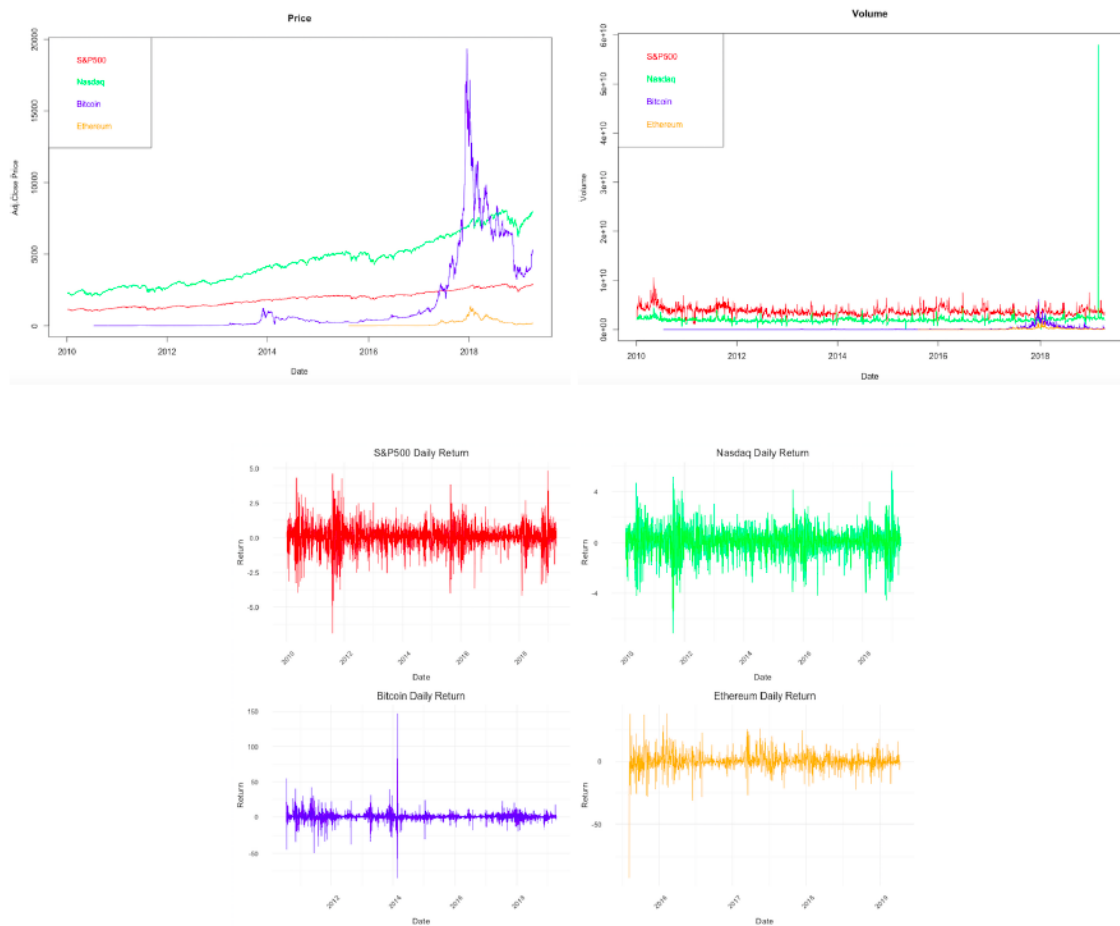 Price
Volume
S&P500
Nasdaq
Bitcoin
Ethereum
S&P500
Nasdaq
Bitcoin
Ethereum
Adj.Close Price
20000
15000
10000
5000
0
2010 2012 2014 2016 2018
Date
Volume
6e+10
5e+10
4e+10
3e+10
2e+10
1e+10
0e+00
2010 2012 2014 2016 2018
Date
S&P500 Daily Return
Return
5.0
2.5
0.0
-2.5
-5.0
2010 2012 2014 2016 2018
Date
Nasdaq Daily Return
Return
4
0
-4
2010 2012 2014 2016 2018
Date
Bitcoin Daily Return
Return
150
100
50
0
-50
2012 2014 2016 2018
Date
Ethereum Daily Return
Return
0
-50
2016 2017 2018 2019
Date